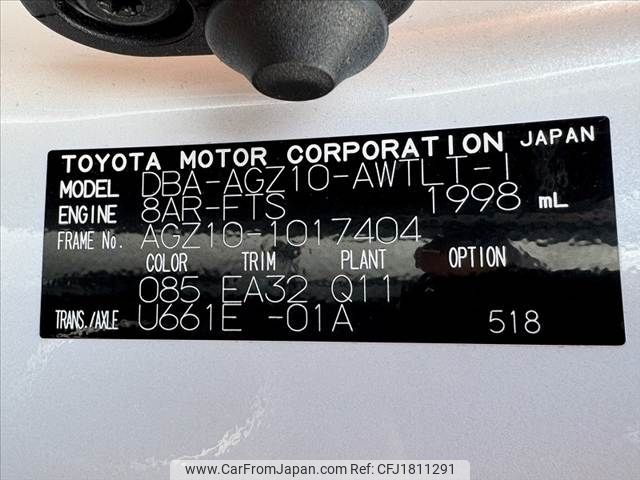 TOYOTA MOTOR CORPORATION JAPAN
MODEL DBA-AGZ10-AWTLT-I
ENGINE 8AR-FTS 1998 mL
FRAME No. AGZ10-1017404
COLOR TRIM PLANT OPTION
085 EA32 Q11
TRANS./AXLE U661E -01A 518
www.CarFromJapan.com Ref.No: CFJ1811291